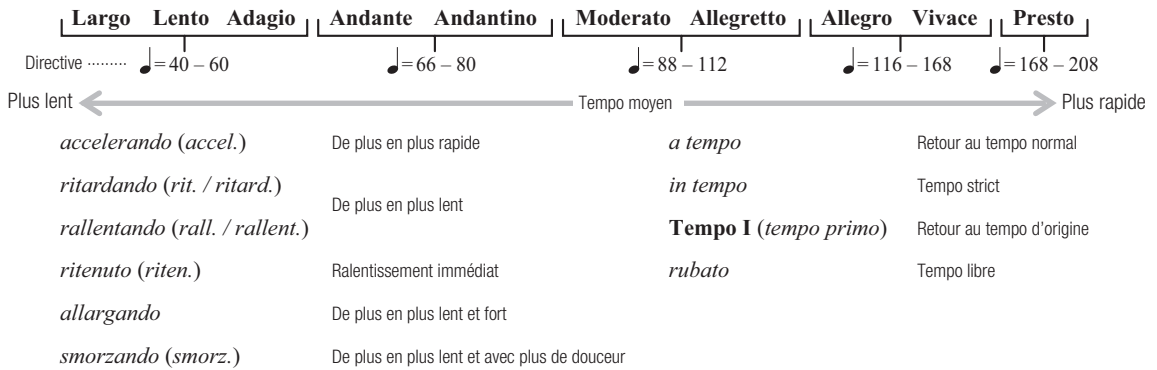 Largo Lento Adagio Andante Andantino Moderato Allegretto Allegro Vivace Presto
Directive ········· ♩= 40 – 60 ♩= 66 – 80 ♩= 88 – 112 ♩= 116 – 168 ♩= 168 – 208
Plus lent Tempo moyen Plus rapide
accelerando (accel.) De plus en plus rapide
ritardando (rit. / ritard.)
De plus en plus lent
rallentando (rall. / rallent.)
ritenuto (riten.) Ralentissement immédiat
allargando De plus en plus lent et fort
smorzando (smorz.) De plus en plus lent et avec plus de douceur
a tempo Retour au tempo normal
in tempo Tempo strict
Tempo I (tempo primo) Retour au tempo d'origine
rubato Tempo libre